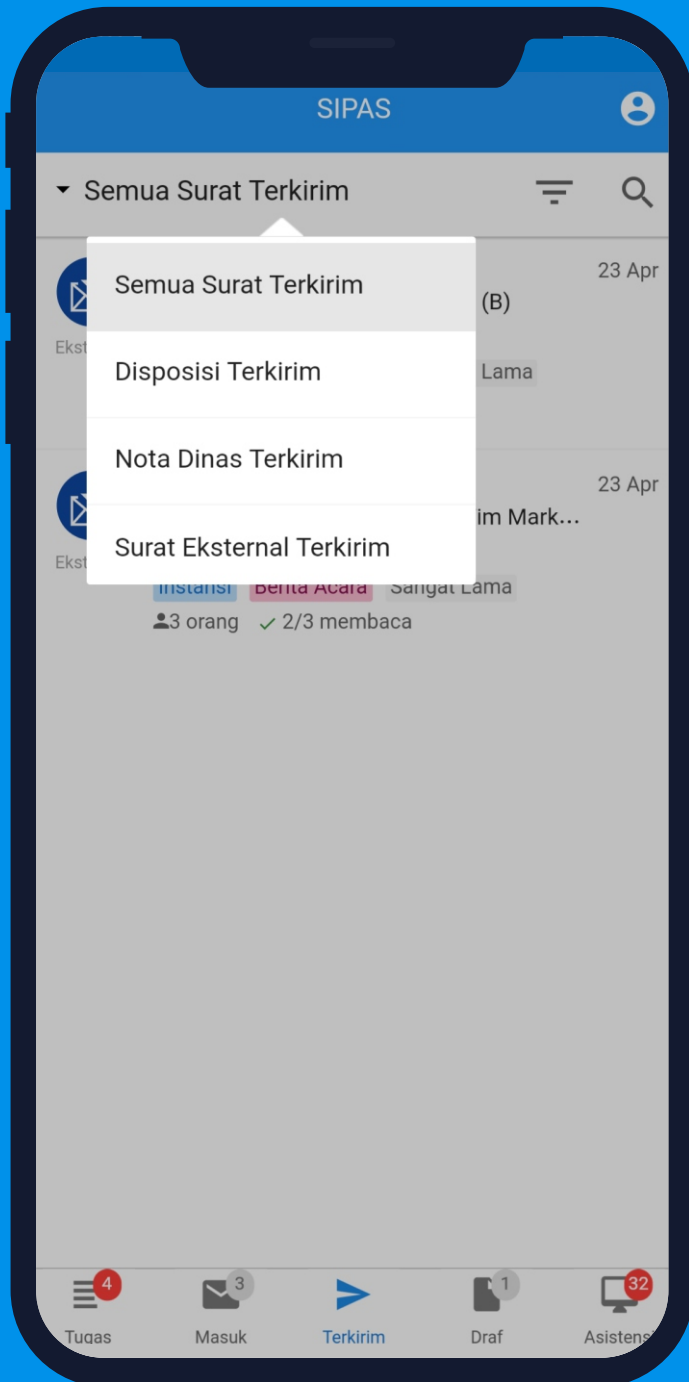 SIPAS
Semua Surat Terkirim
Semua Surat Terkirim
Disposisi Terkirim
Nota Dinas Terkirim
Surat Eksternal Terkirim
23 Apr
(B)
Lama
23 Apr
im Mark...
Instansi Berita Acara Sangat Lama
3 orang 2/3 membaca
4 3 1 32
Tugas Masuk Terkirim Draf